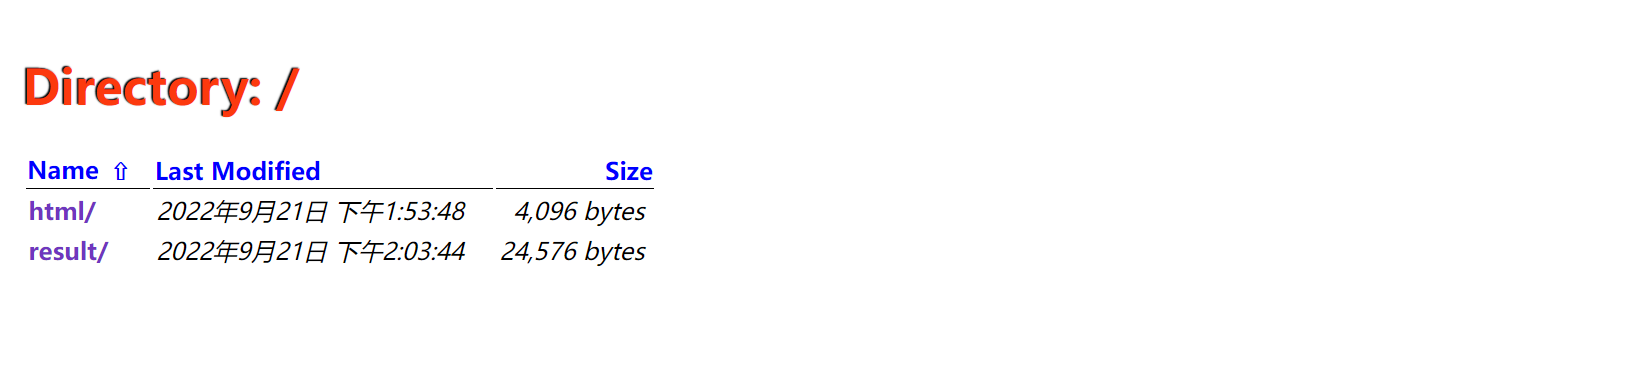 Directory: /
Name ⇧ Last Modified Size
html/ 2022年9月21日 下午1:53:48 4,096 bytes
result/ 2022年9月21日 下午2:03:44 24,576 bytes